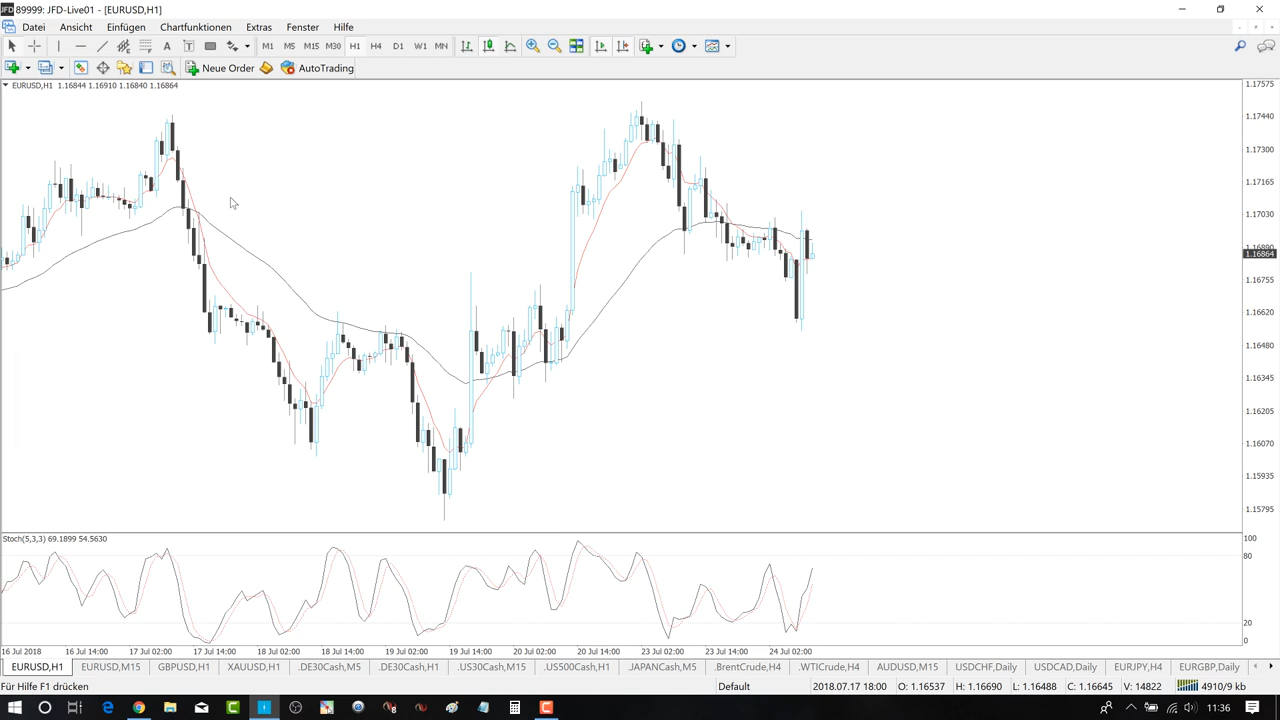 89999: JFD-Live01 - [EURUSD,H1]
Datei Ansicht Einfügen Chartfunktionen Extras Fenster Hilfe
A T M1 M5 M15 M30 H1 H4 D1 W1 MN
Neue Order AutoTrading
EURUSD,H1 1.16844 1.16910 1.16840 1.16864
1.17575
1.17440
1.17300
1.17165
1.17030
1.16890
1.16864
1.16755
1.16620
1.16480
1.16345
1.16205
1.16070
1.15935
1.15795
Stoch(5,3,3) 69.1899 54.5630
100
80
20
0
16 Jul 2018 16 Jul 14:00 17 Jul 02:00 17 Jul 14:00 18 Jul 02:00 18 Jul 14:00 19 Jul 02:00 19 Jul 14:00 20 Jul 02:00 20 Jul 14:00 23 Jul 02:00 23 Jul 14:00 24 Jul 02:00
EURUSD,H1 EURUSD,M15 GBPUSD,H1 XAUUSD,H1 .DE30Cash,M5 .DE30Cash,H1 .US30Cash,M15 .US500Cash,H1 .JAPANCash,M5 .BrentCrude,H4 .WTICrude,H4 AUDUSD,M15 USDCHF,Daily USDCAD,Daily EURJPY,H4 EURGBP,Daily
Für Hilfe F1 drücken Default 2018.07.17 18:00 O: 1.16537 H: 1.16690 L: 1.16488 C: 1.16645 V: 14822 4910/9 kb
11:36